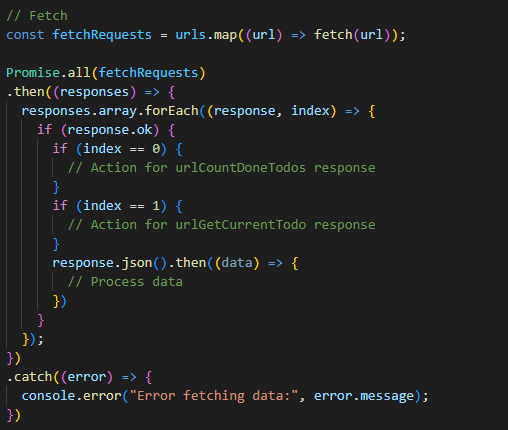 // Fetch
const fetchRequests = urls.map((url) => fetch(url));

Promise.all(fetchRequests)
.then((responses) => {
  responses.array.forEach((response, index) => {
    if (response.ok) {
      if (index == 0) {
        // Action for urlCountDoneTodos response
      }
      if (index == 1) {
        // Action for urlGetCurrentTodo response
      }
      response.json().then((data) => {
        // Process data
      })
    }
  });
})
.catch((error) => {
  console.error("Error fetching data:", error.message);
})